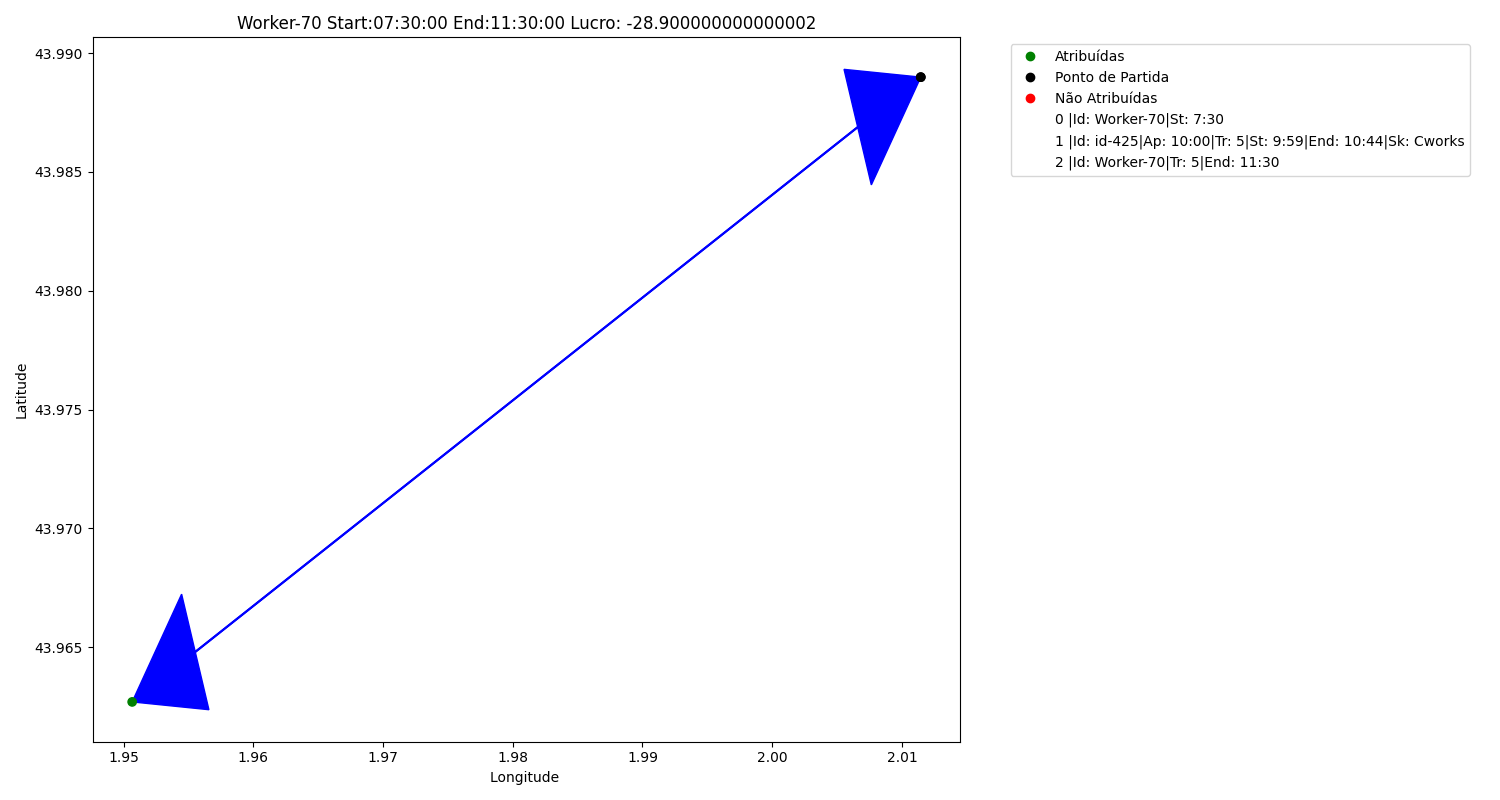 Worker-70 Start:07:30:00 End:11:30:00 Lucro: -28.900000000000002
43.990
43.985
43.980
43.975
43.970
43.965
Latitude
1.95 1.96 1.97 1.98 1.99 2.00 2.01
Longitude
Atribuídas
Ponto de Partida
Não Atribuídas
0 |Id: Worker-70|St: 7:30
1 |Id: id-425|Ap: 10:00|Tr: 5|St: 9:59|End: 10:44|Sk: Cworks
2 |Id: Worker-70|Tr: 5|End: 11:30